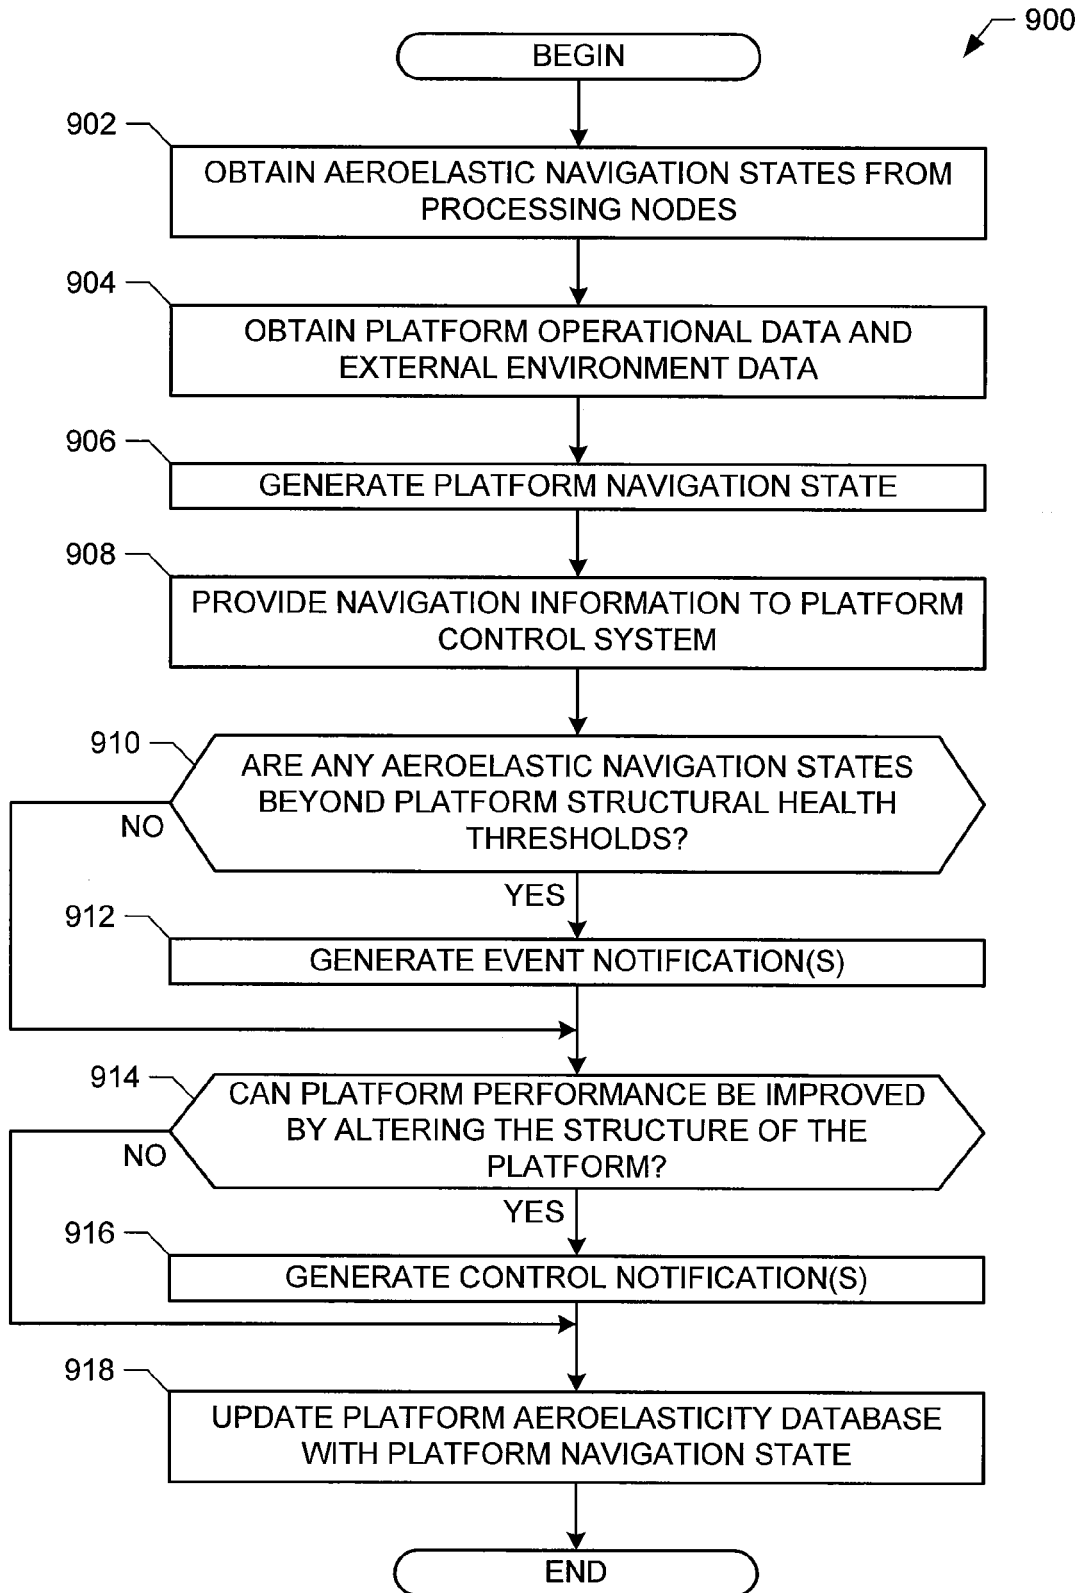 900
BEGIN
902
OBTAIN AEROELASTIC NAVIGATION STATES FROM
PROCESSING NODES
904
OBTAIN PLATFORM OPERATIONAL DATA AND
EXTERNAL ENVIRONMENT DATA
906
GENERATE PLATFORM NAVIGATION STATE
908
PROVIDE NAVIGATION INFORMATION TO PLATFORM
CONTROL SYSTEM
910
ARE ANY AEROELASTIC NAVIGATION STATES
BEYOND PLATFORM STRUCTURAL HEALTH
THRESHOLDS?
NO
YES
912
GENERATE EVENT NOTIFICATION(S)
914
CAN PLATFORM PERFORMANCE BE IMPROVED
BY ALTERING THE STRUCTURE OF THE
PLATFORM?
NO
YES
916
GENERATE CONTROL NOTIFICATION(S)
918
UPDATE PLATFORM AEROELASTICITY DATABASE
WITH PLATFORM NAVIGATION STATE
END